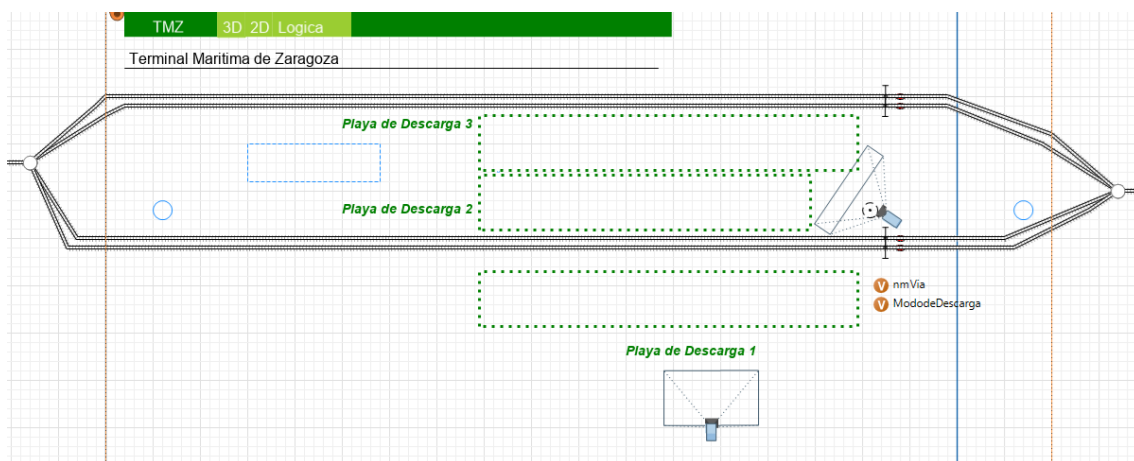 TMZ 3D 2D Logica
Terminal Maritima de Zaragoza
Playa de Descarga 3
Playa de Descarga 2
V nmVia
V MododeDescarga
Playa de Descarga 1